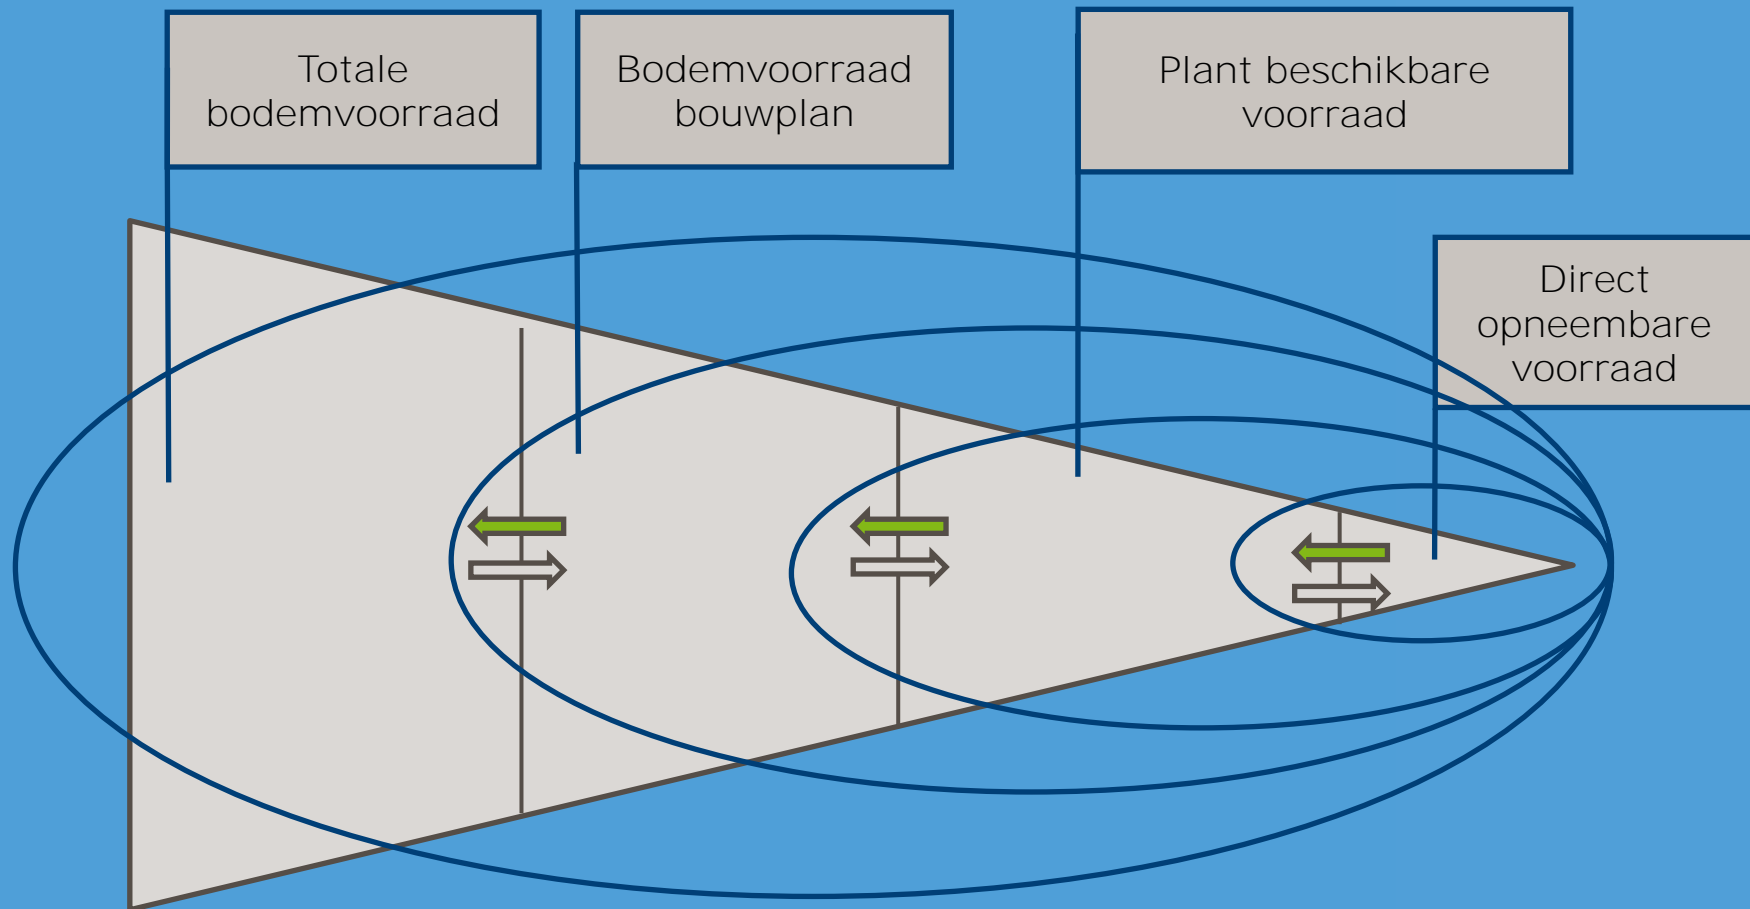 Totale
bodemvoorraad
Bodemvoorraad
bouwplan
Plant beschikbare
voorraad
Direct
opneembare
voorraad